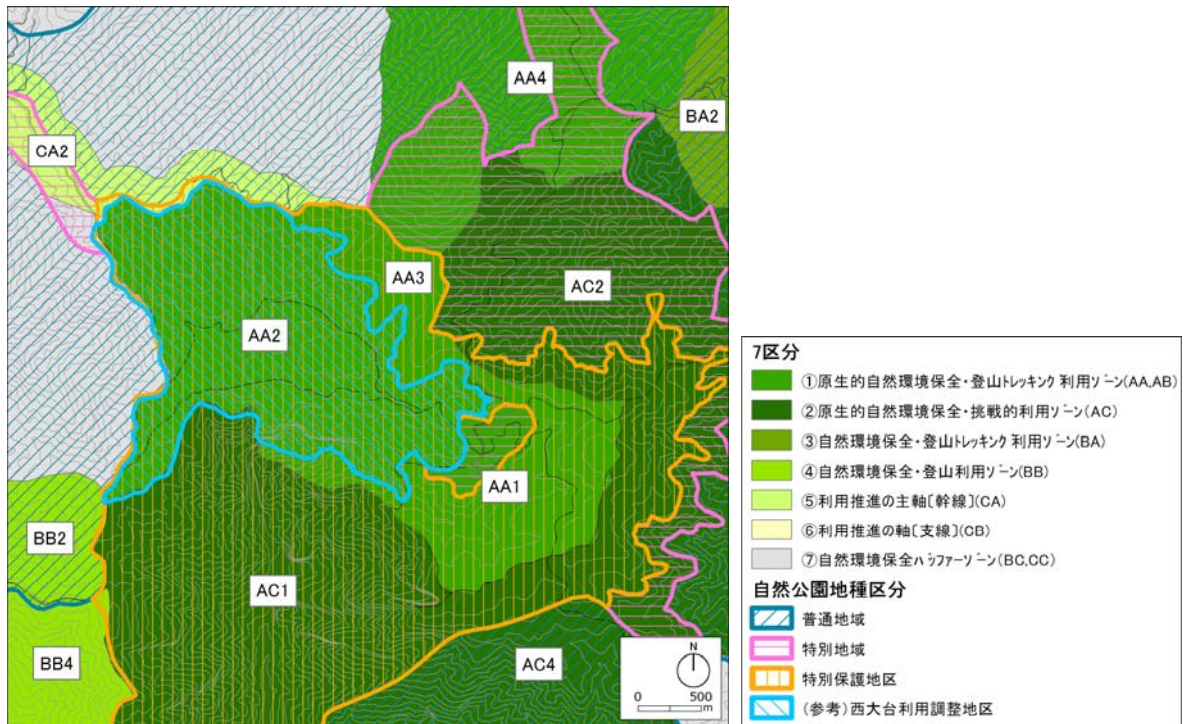 AA4
BA2
CA2
AA3
AC2
AA2
AA1
BB2
AC1
BB4
AC4
N
0 500
m
7区分
①原生的自然環境保全・登山トレッキング利用ゾーン(AA,AB)
②原生的自然環境保全・挑戦的利用ゾーン(AC)
③自然環境保全・登山トレッキング利用ゾーン(BA)
④自然環境保全・登山利用ゾーン(BB)
⑤利用推進の主軸〔幹線〕(CA)
⑥利用推進の軸〔支線〕(CB)
⑦自然環境保全バッファーゾーン(BC,CC)
自然公園地種区分
普通地域
特別地域
特別保護地区
(参考)西大台利用調整地区